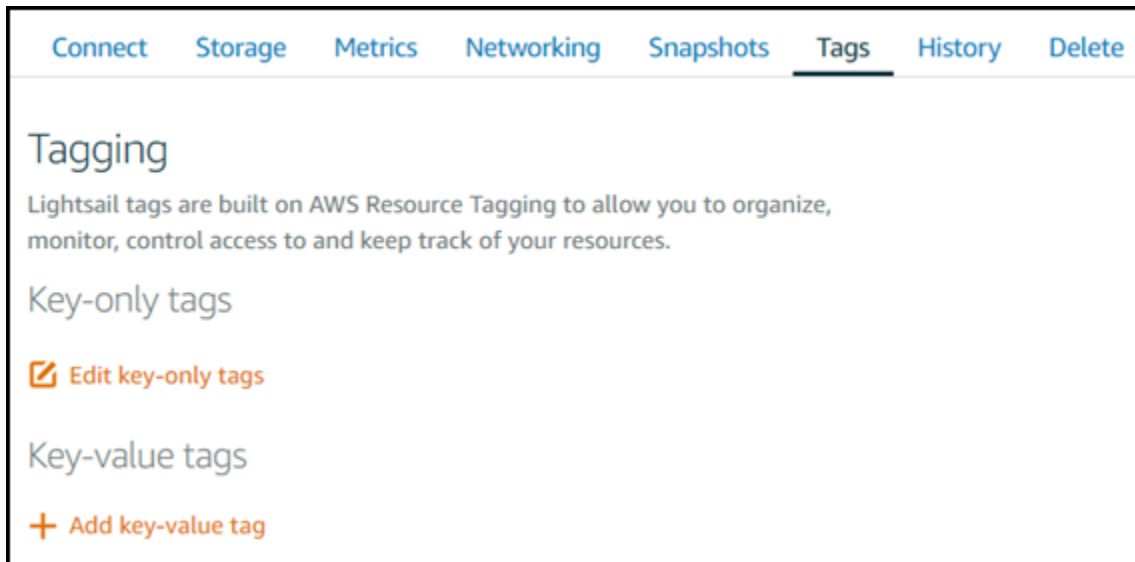 Connect Storage Metrics Networking Snapshots Tags History Delete
Tagging
Lightsail tags are built on AWS Resource Tagging to allow you to organize,
monitor, control access to and keep track of your resources.
Key-only tags
Edit key-only tags
Key-value tags
Add key-value tag